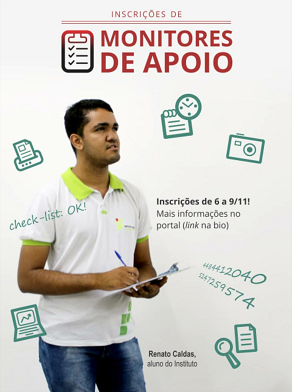 INSCRIÇÕES DE
MONITORES
DE APOIO
check-list: OK!
Inscrições de 6 a 9/11!
Mais informações no
portal (link na bio)
Renato Caldas,
aluno do Instituto